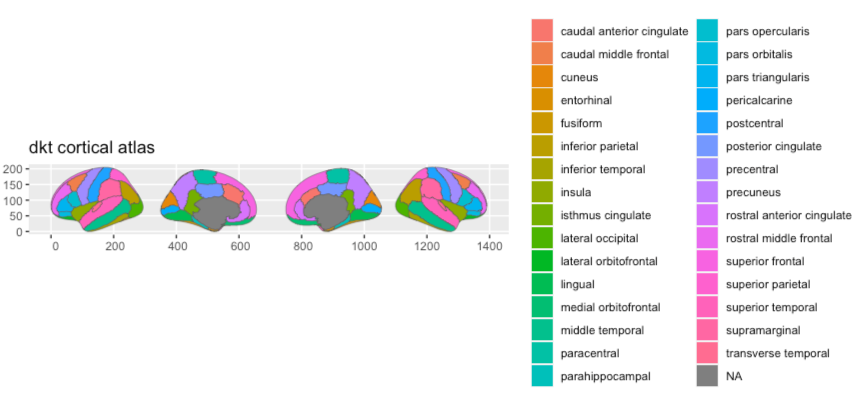 dkt cortical atlas
200
150
100
50
0
0 200 400 600 800 1000 1200 1400
caudal anterior cingulate
caudal middle frontal
cuneus
entorhinal
fusiform
inferior parietal
inferior temporal
insula
isthmus cingulate
lateral occipital
lateral orbitofrontal
lingual
medial orbitofrontal
middle temporal
paracentral
parahippocampal
pars opercularis
pars orbitalis
pars triangularis
pericalcarine
postcentral
posterior cingulate
precentral
precuneus
rostral anterior cingulate
rostral middle frontal
superior frontal
superior parietal
superior temporal
supramarginal
transverse temporal
NA